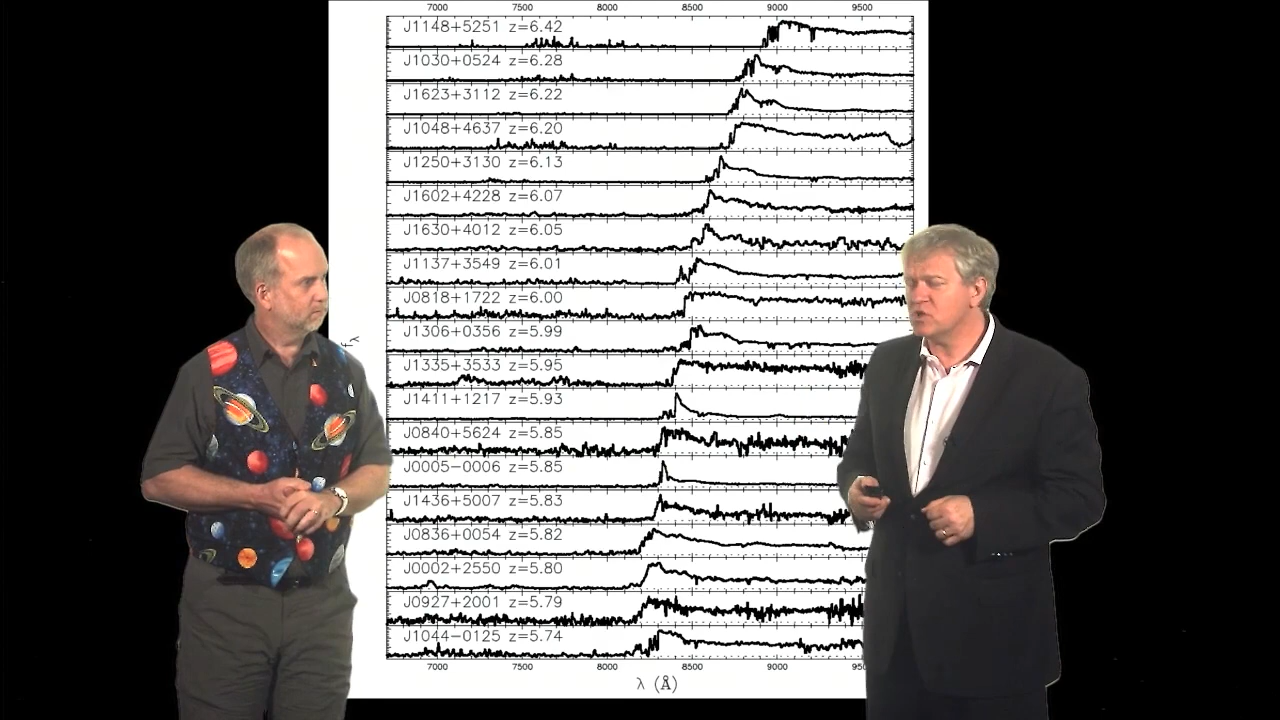 7000 7500 8000 8500 9000 9500
J1148+5251 z=6.42
J1030+0524 z=6.28
J1623+3112 z=6.22
J1048+4637 z=6.20
J1250+3130 z=6.13
J1602+4228 z=6.07
J1630+4012 z=6.05
J1137+3549 z=6.01
J0818+1722 z=6.00
J1306+0356 z=5.99
fλ
J1335+3533 z=5.95
J1411+1217 z=5.93
J0840+5624 z=5.85
J0005−0006 z=5.85
J1436+5007 z=5.83
J0836+0054 z=5.82
J0002+2550 z=5.80
J0927+2001 z=5.79
J1044−0125 z=5.74
7000 7500 8000 8500 9000
λ (Å)